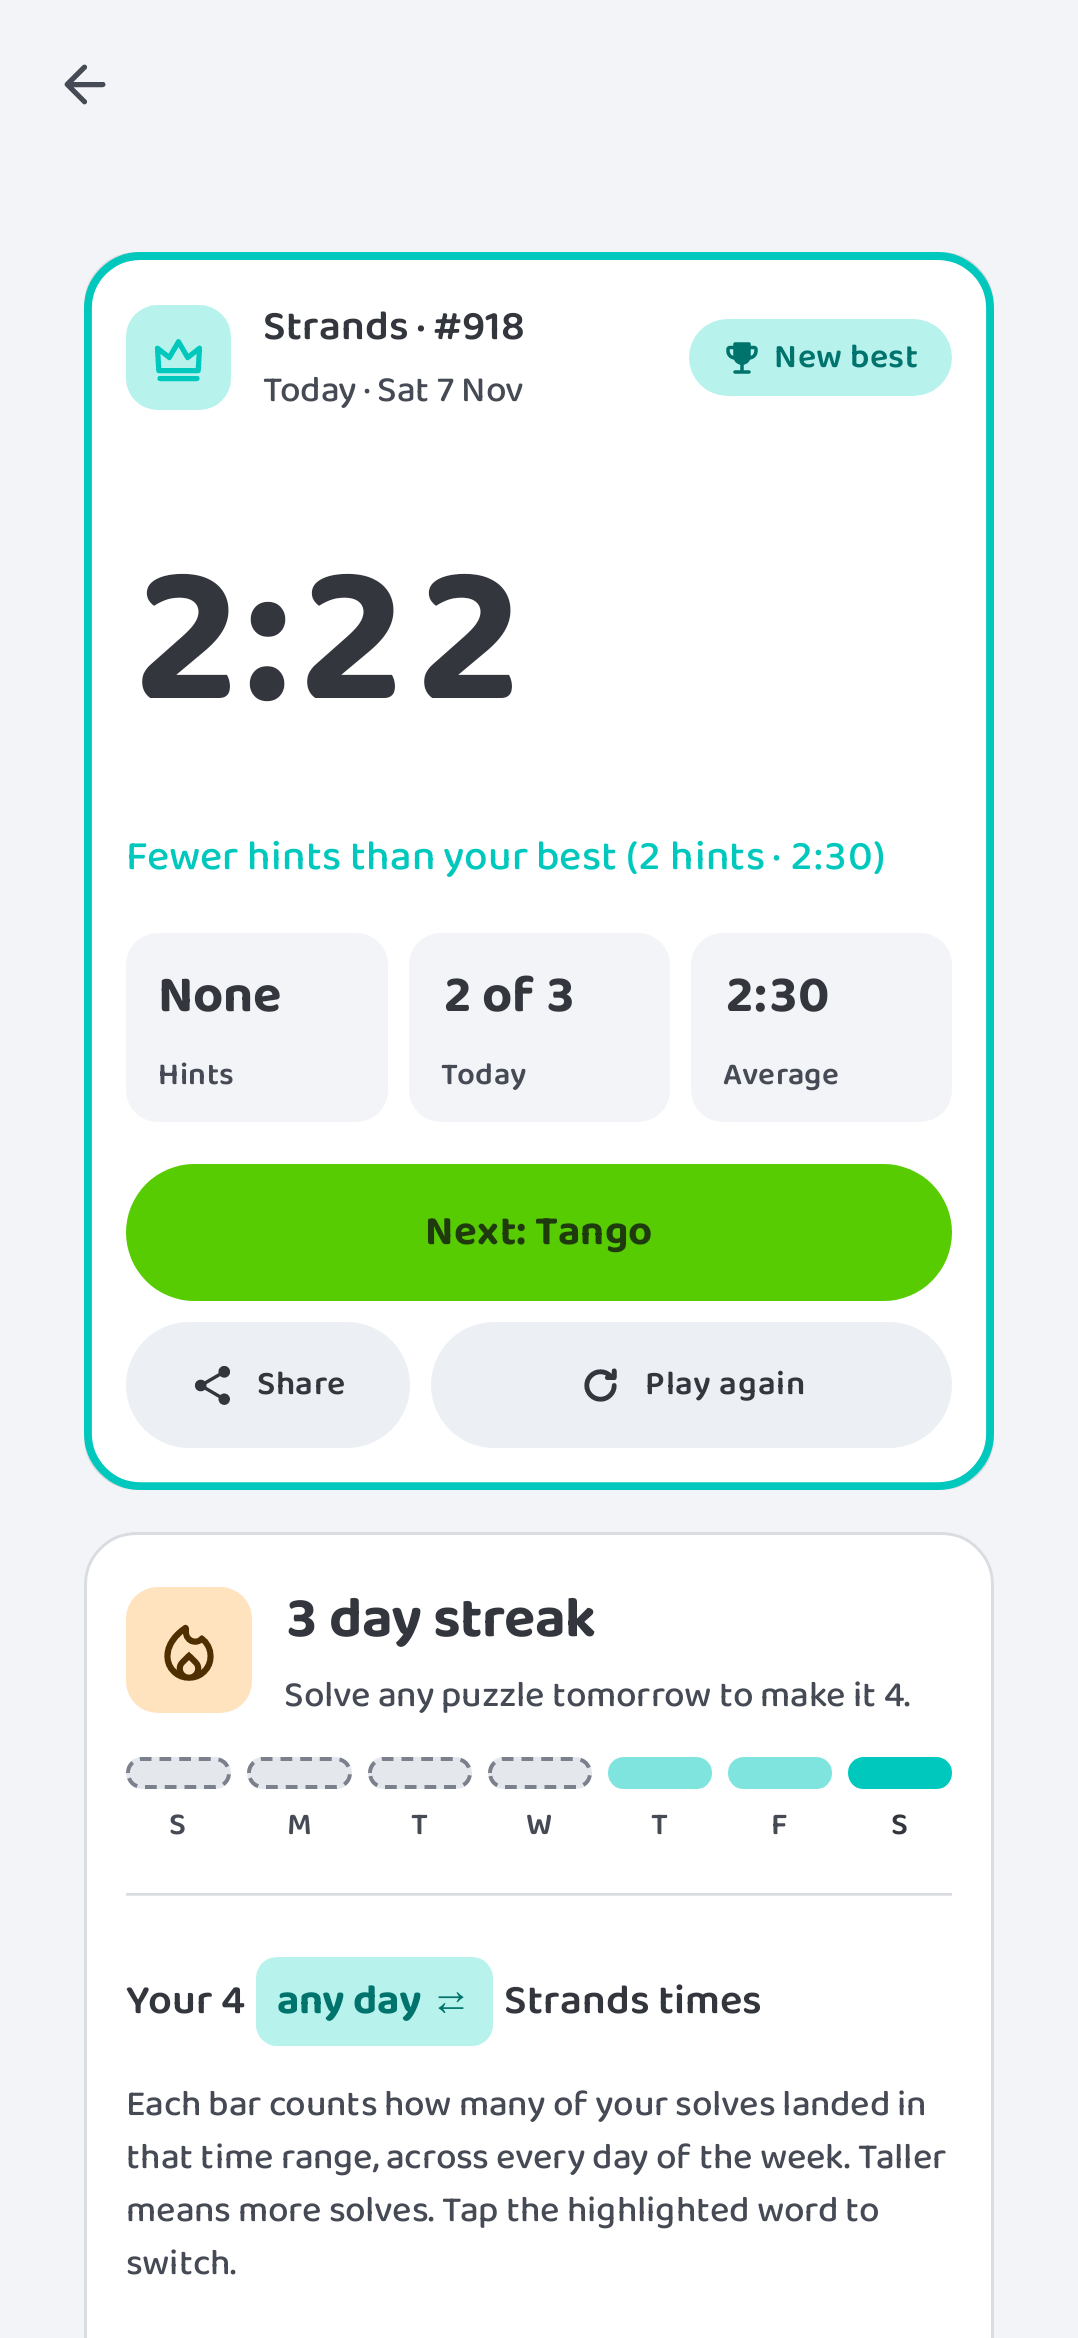 Strands · #918
Today · Sat 7 Nov
New best
2:22
Fewer hints than your best (2 hints · 2:30)
None
Hints
2 of 3
Today
2:30
Average
Next: Tango
Share
Play again
3 day streak
Solve any puzzle tomorrow to make it 4.
S M T W T F S
Your 4 any day ⇄ Strands times
Each bar counts how many of your solves landed in
that time range, across every day of the week. Taller
means more solves. Tap the highlighted word to
switch.